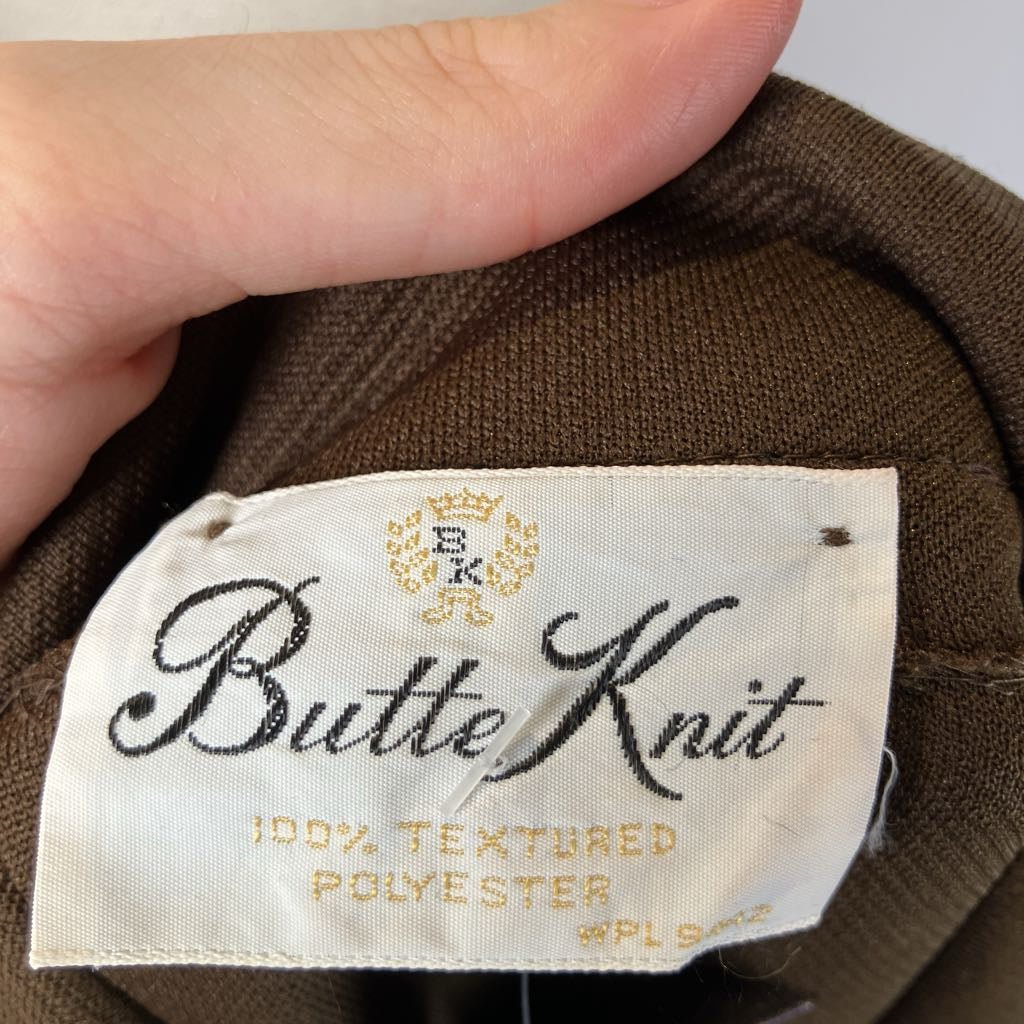 B
K
Butte Knit
100% TEXTURED
POLYESTER
WPL